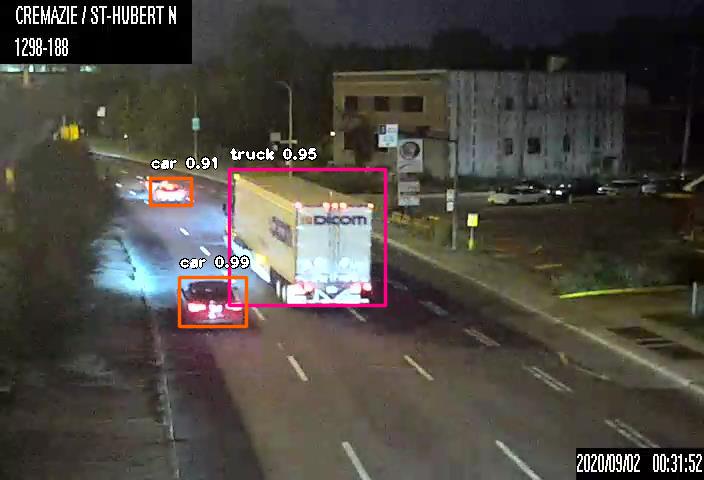 CREMAZIE / ST-HUBERT N
1298-188
car 0.91
truck 0.95
DICOM
car 0.99
2020/09/02 00:31:52